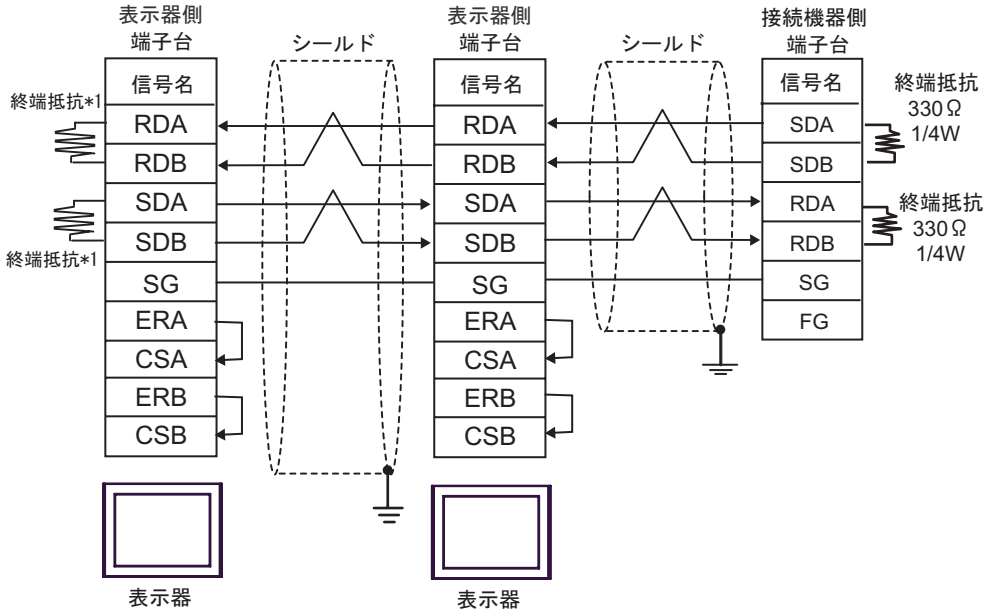 表示器側
端子台
シールド
表示器側
端子台
シールド
接続機器側
端子台
終端抵抗*1
終端抵抗*1
信号名
RDA
RDB
SDA
SDB
SG
ERA
CSA
ERB
CSB
信号名
RDA
RDB
SDA
SDB
SG
ERA
CSA
ERB
CSB
信号名
SDA
SDB
RDA
RDB
SG
FG
終端抵抗
330Ω
1/4W
終端抵抗
330Ω
1/4W
表示器
表示器